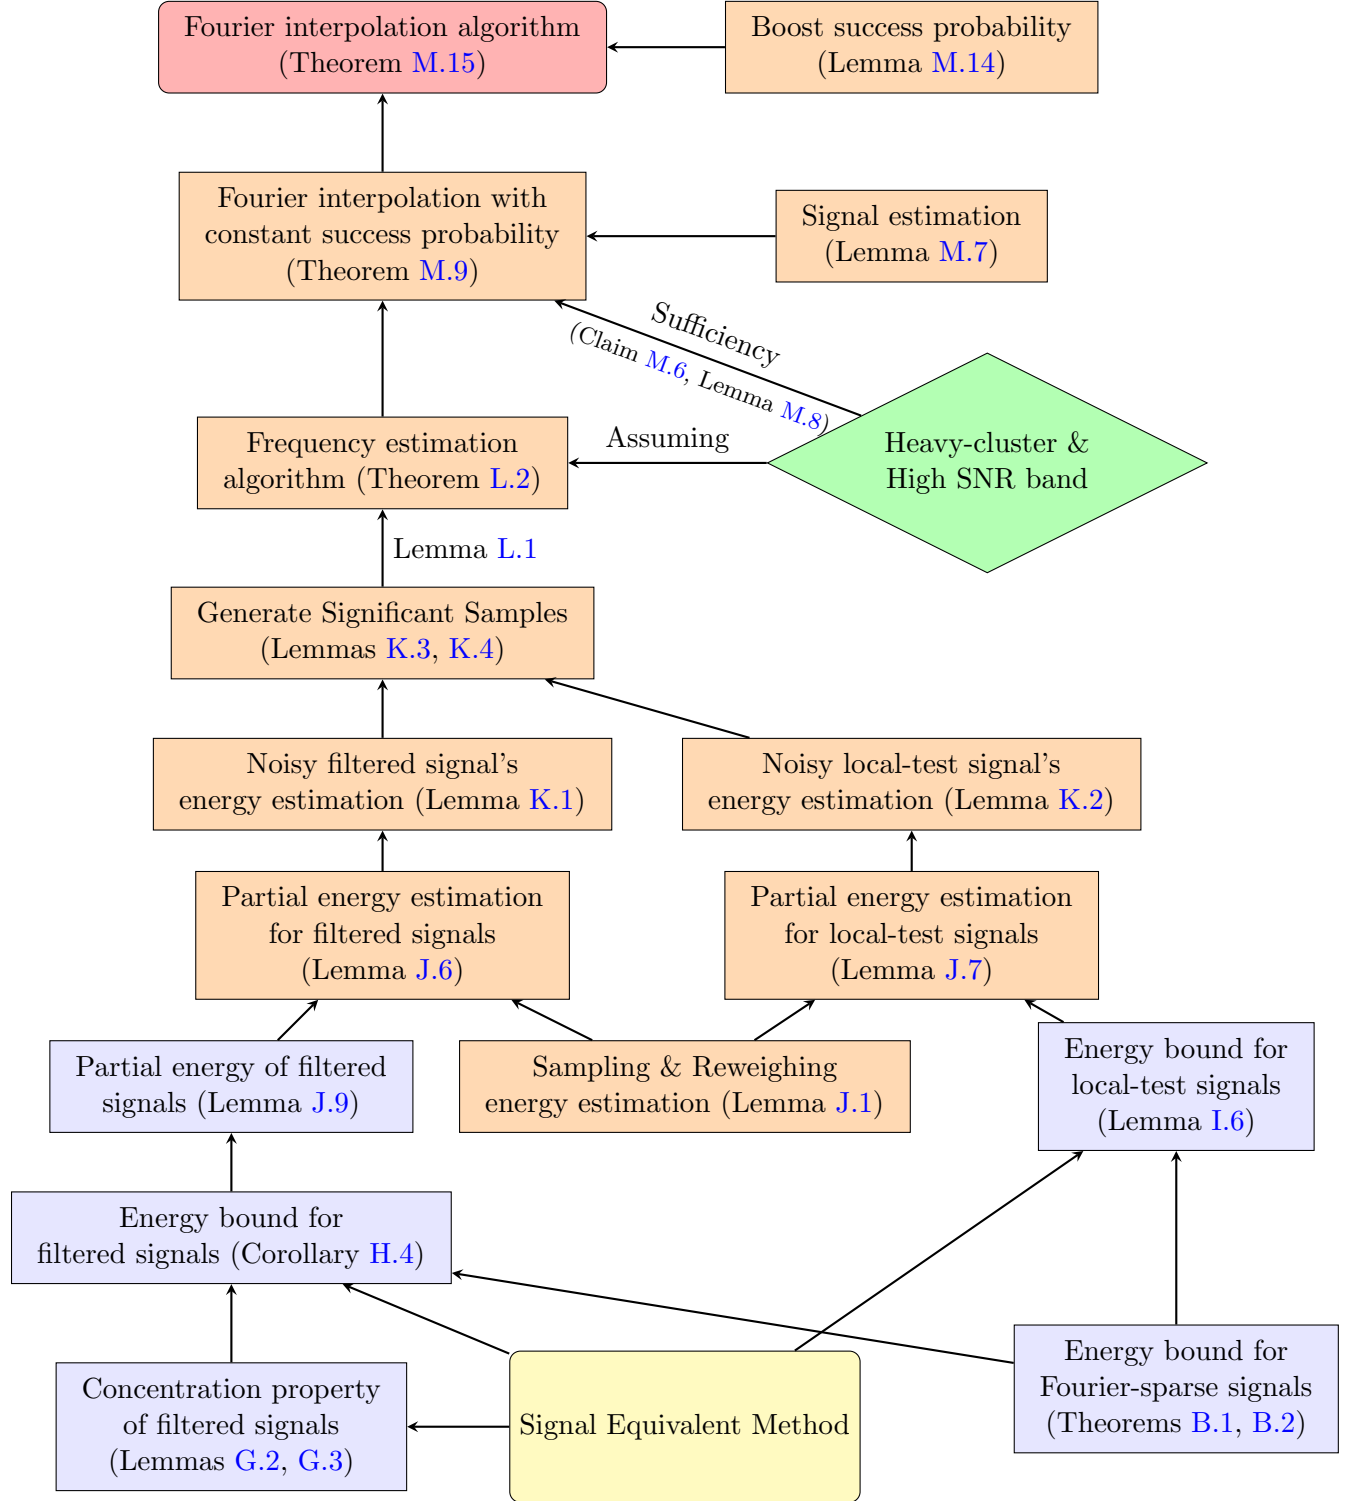 Fourier interpolation algorithm
(Theorem M.15)
Boost success probability
(Lemma M.14)
Fourier interpolation with
constant success probability
(Theorem M.9)
Signal estimation
(Lemma M.7)
Sufficiency
(Claim M.6, Lemma M.8)
Frequency estimation
algorithm (Theorem L.2)
Assuming
Heavy-cluster &
High SNR band
Lemma L.1
Generate Significant Samples
(Lemmas K.3, K.4)
Noisy filtered signal's
energy estimation (Lemma K.1)
Noisy local-test signal's
energy estimation (Lemma K.2)
Partial energy estimation
for filtered signals
(Lemma J.6)
Partial energy estimation
for local-test signals
(Lemma J.7)
Partial energy of filtered
signals (Lemma J.9)
Sampling & Reweighing
energy estimation (Lemma J.1)
Energy bound for
local-test signals
(Lemma I.6)
Energy bound for
filtered signals (Corollary H.4)
Concentration property
of filtered signals
(Lemmas G.2, G.3)
Signal Equivalent Method
Energy bound for
Fourier-sparse signals
(Theorems B.1, B.2)